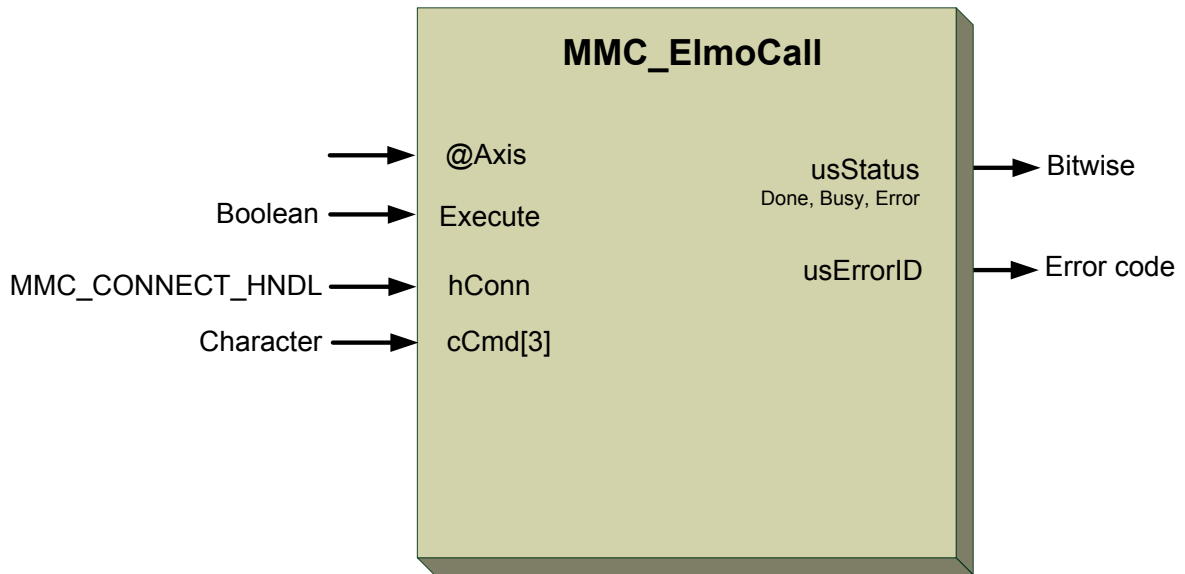 MMC_ElmoCall
@Axis
Boolean
Execute
MMC_CONNECT_HNDL
hConn
Character
cCmd[3]
usStatus
Done, Busy, Error
Bitwise
usErrorID
Error code